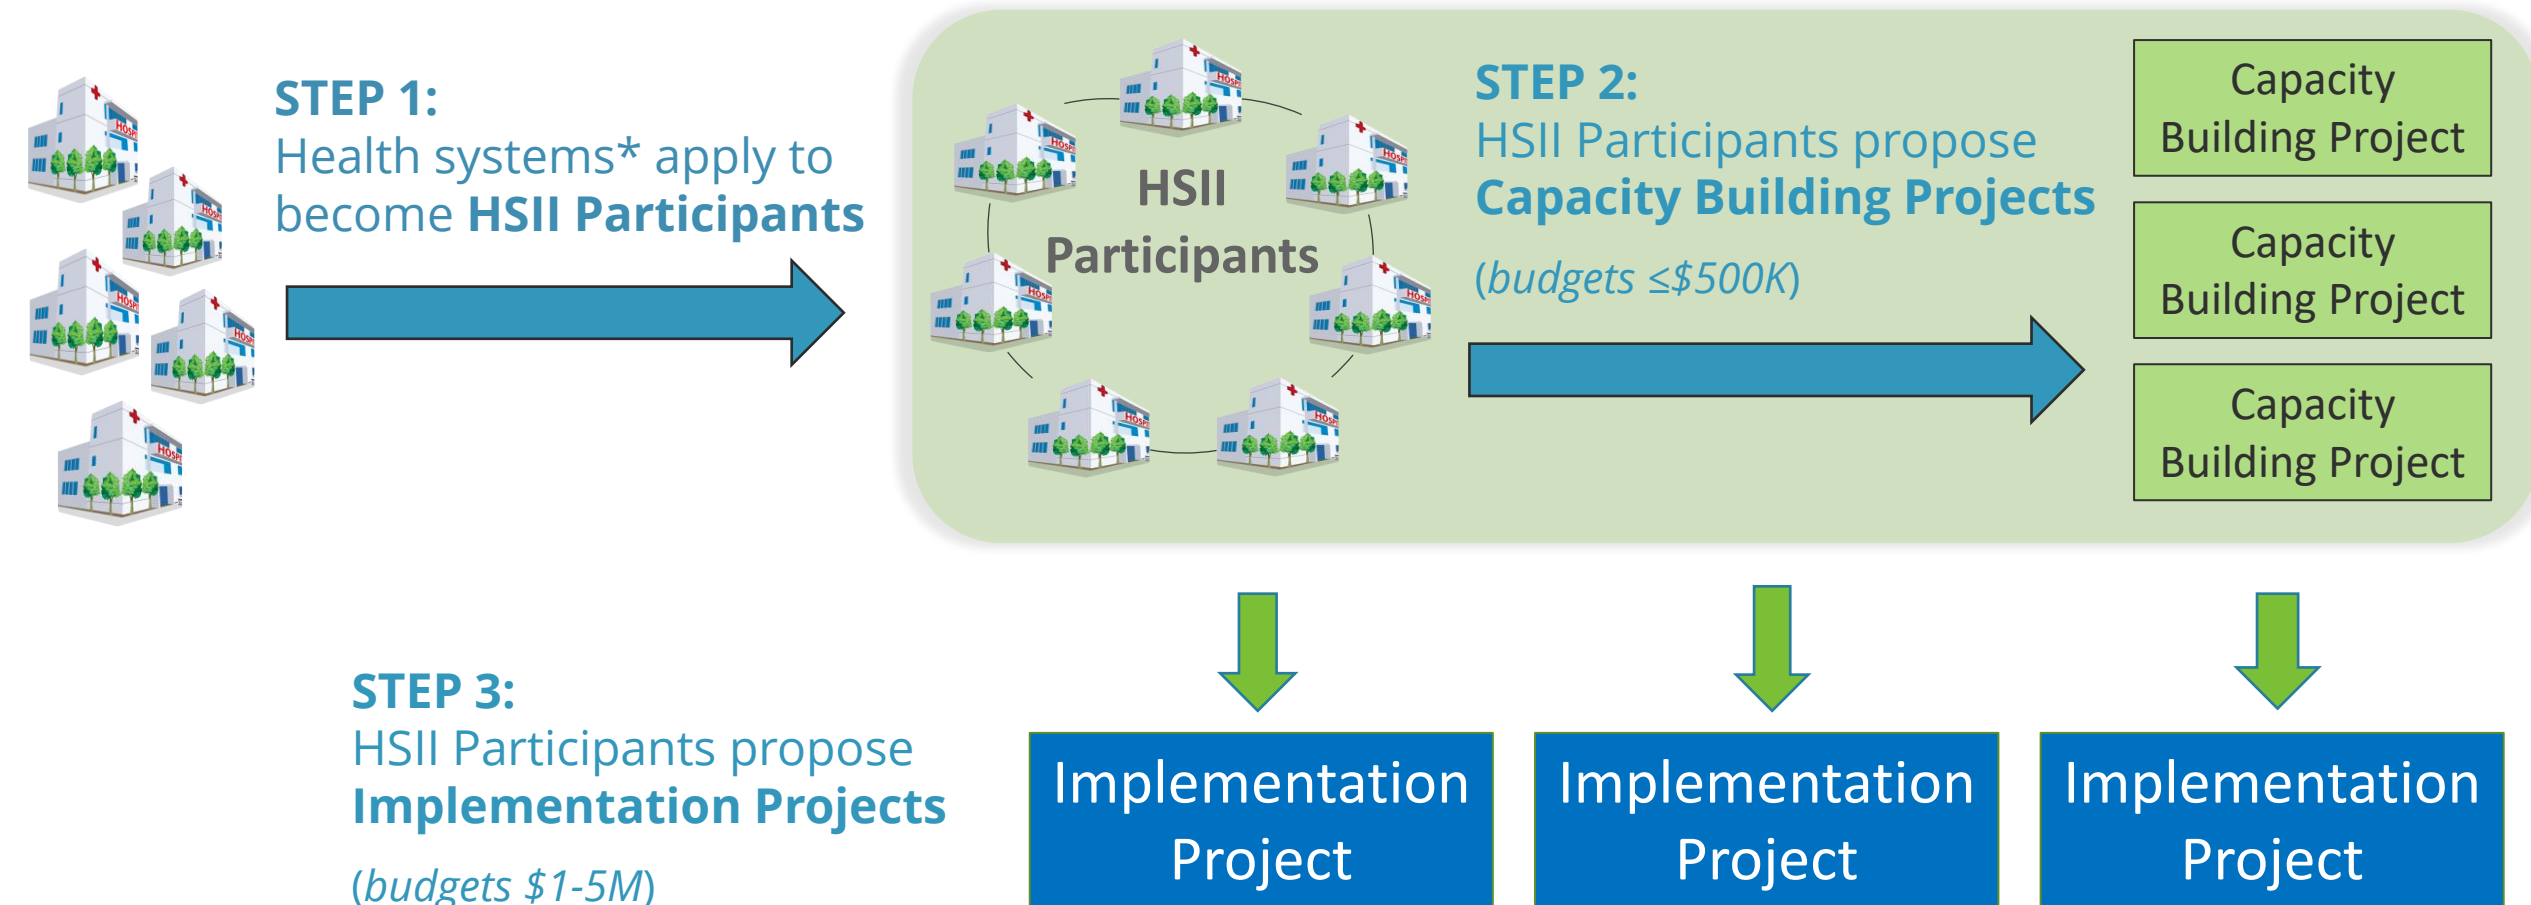 STEP 1:
Health systems* apply to
become HSII Participants
HSII
Participants
STEP 2:
HSII Participants propose
Capacity Building Projects
(budgets ≤$500K)
Capacity
Building Project
Capacity
Building Project
Capacity
Building Project
STEP 3:
HSII Participants propose
Implementation Projects
(budgets $1-5M)
Implementation
Project
Implementation
Project
Implementation
Project